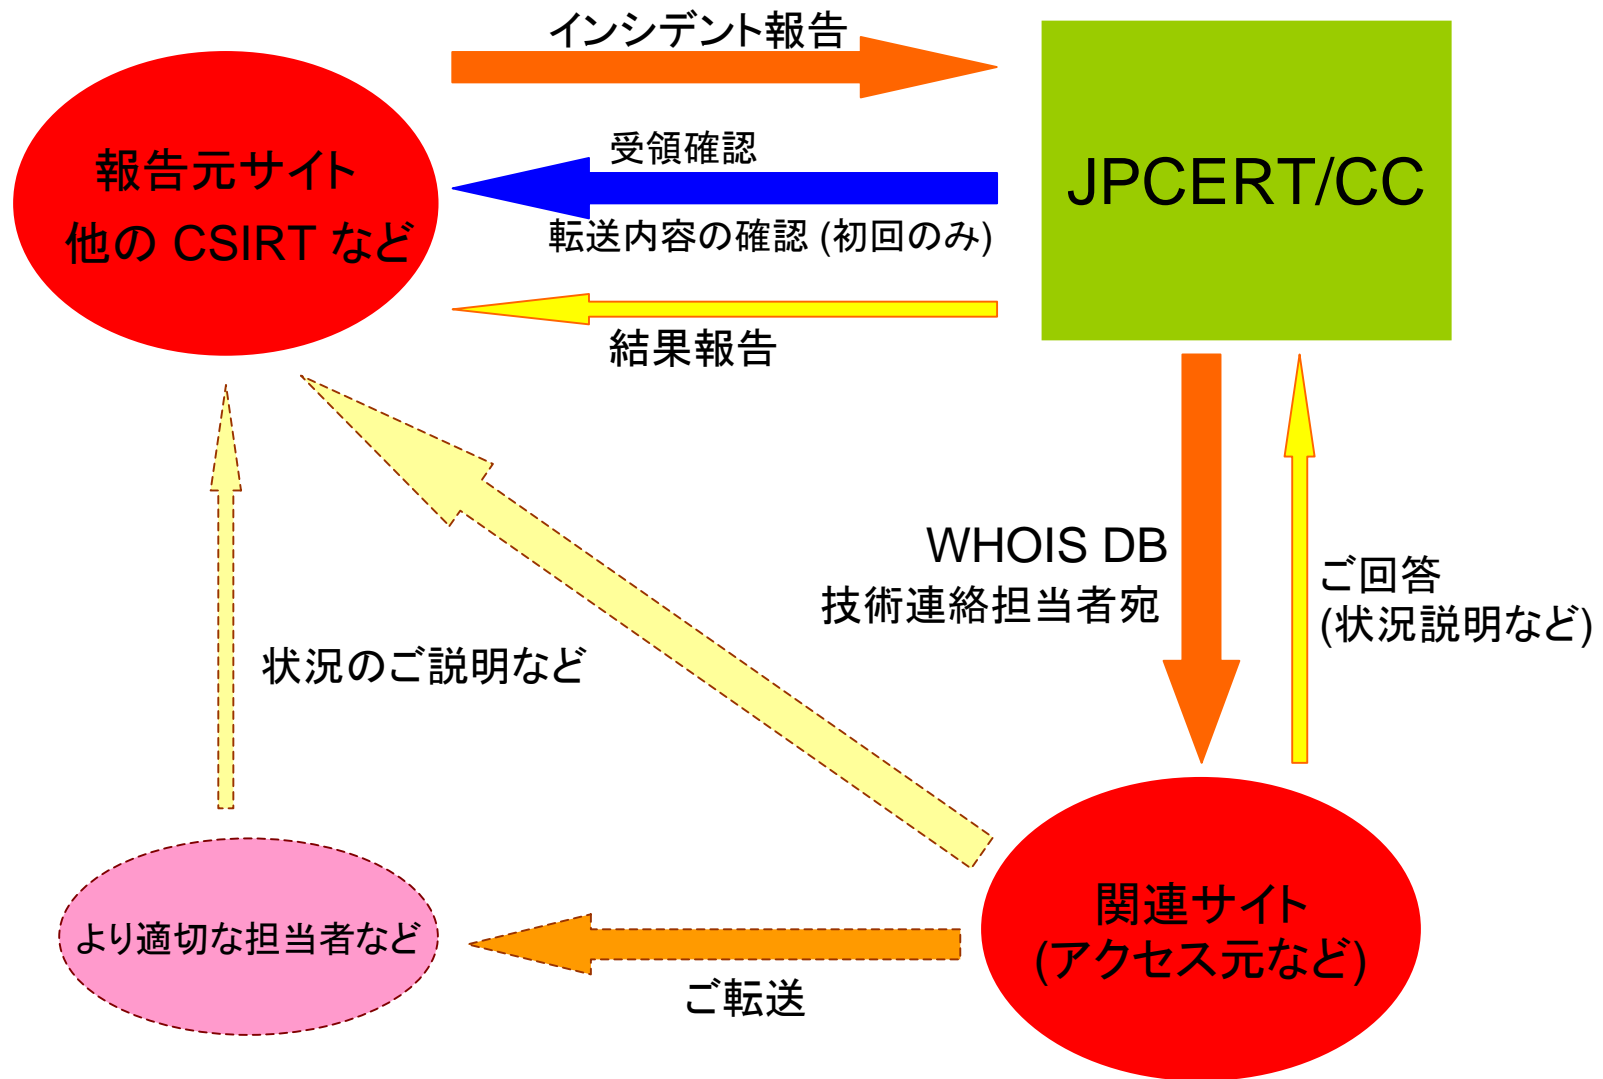 インシデント報告
報告元サイト
他の CSIRT など
受領確認
転送内容の確認 (初回のみ)
JPCERT/CC
結果報告
WHOIS DB
技術連絡担当者宛
ご回答
(状況説明など)
状況のご説明など
より適切な担当者など
ご転送
関連サイト
(アクセス元など)